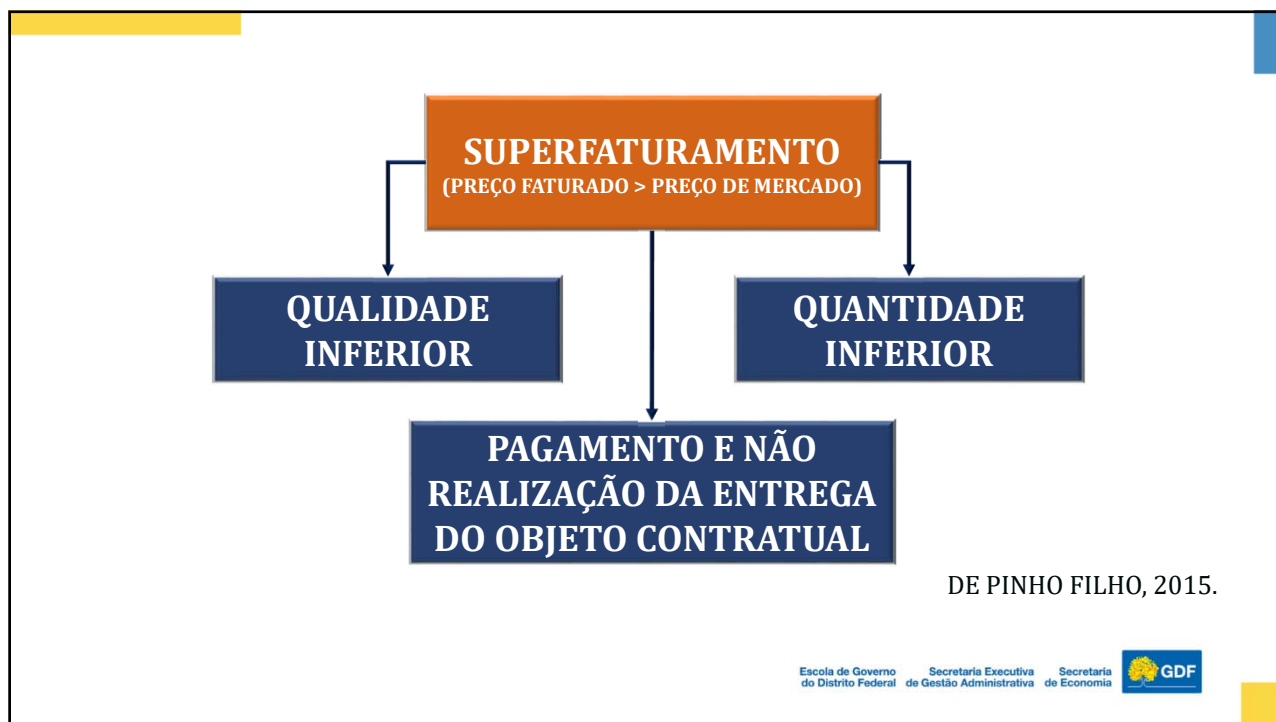 SUPERFATURAMENTO
(PREÇO FATURADO > PREÇO DE MERCADO)
QUALIDADE
INFERIOR
QUANTIDADE
INFERIOR
PAGAMENTO E NÃO
REALIZAÇÃO DA ENTREGA
DO OBJETO CONTRATUAL
DE PINHO FILHO, 2015.
Escola de Governo
do Distrito Federal
Secretaria Executiva
de Gestão Administrativa
Secretaria
de Economia
GDF